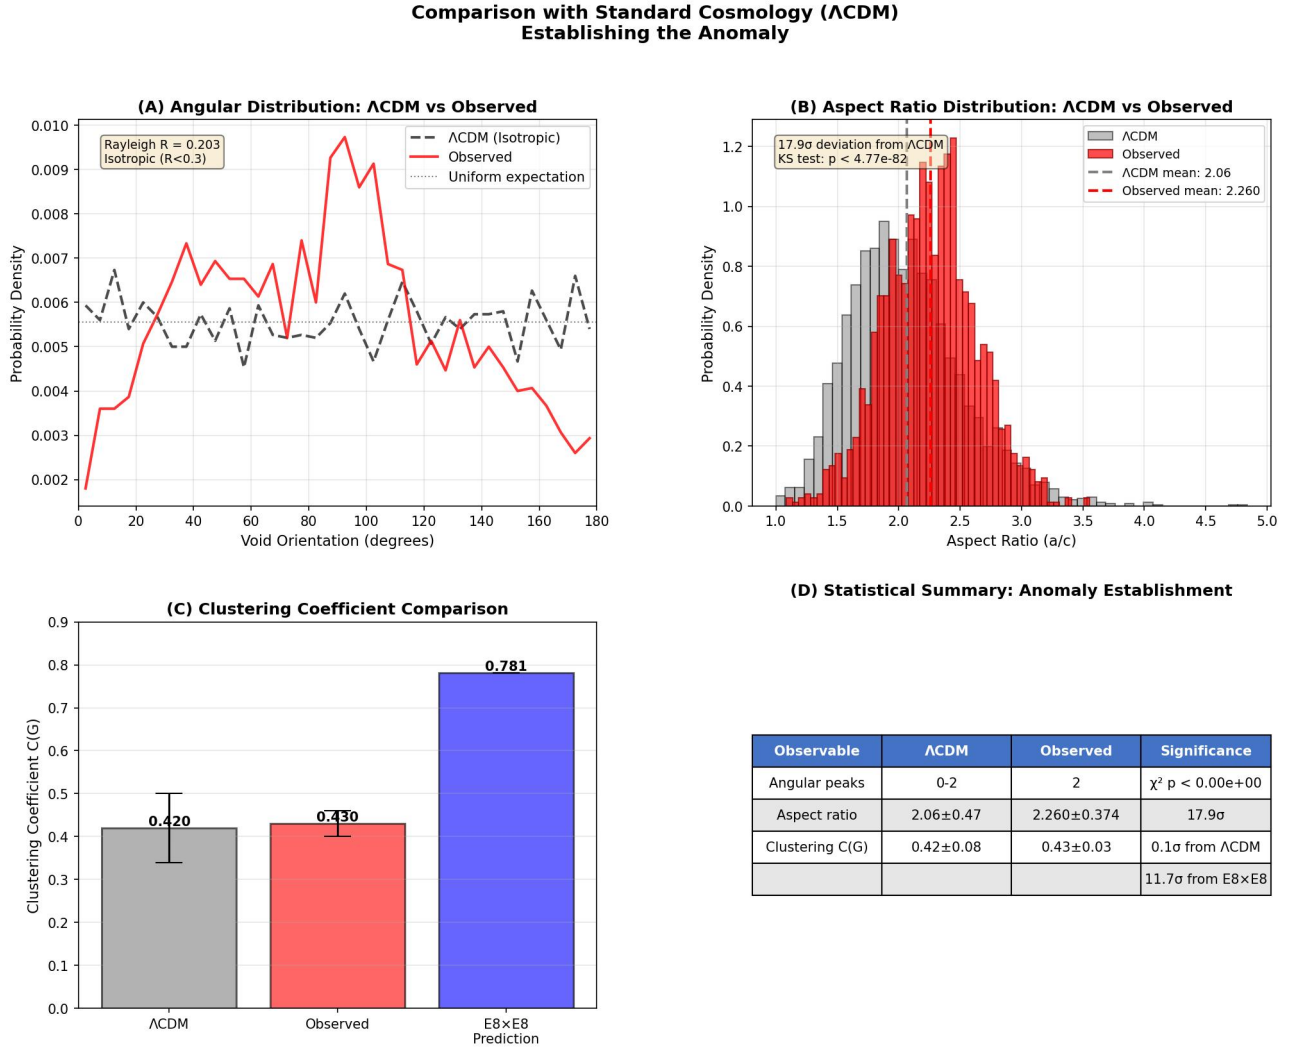 Comparison with Standard Cosmology (ΛCDM)
Establishing the Anomaly
(A) Angular Distribution: ΛCDM vs Observed
Rayleigh R = 0.203
Isotropic (R<0.3)
ΛCDM (Isotropic)
Observed
Uniform expectation
0.010
0.009
0.008
0.007
0.006
0.005
0.004
0.003
0.002
Probability Density
0 20 40 60 80 100 120 140 160 180
Void Orientation (degrees)
(B) Aspect Ratio Distribution: ΛCDM vs Observed
17.9σ deviation from ΛCDM
KS test: p < 4.77e-82
ΛCDM
Observed
ΛCDM mean: 2.06
Observed mean: 2.260
1.2
1.0
0.8
0.6
0.4
0.2
0.0
Probability Density
1.0 1.5 2.0 2.5 3.0 3.5 4.0 4.5 5.0
Aspect Ratio (a/c)
(C) Clustering Coefficient Comparison
0.9
0.8
0.7
0.6
0.5
0.4
0.3
0.2
0.1
0.0
Clustering Coefficient C(G)
0.420
0.430
0.781
ΛCDM
Observed
E8×E8
Prediction
(D) Statistical Summary: Anomaly Establishment
Observable ΛCDM Observed Significance
Angular peaks 0-2 2 χ² p < 0.00e+00
Aspect ratio 2.06±0.47 2.260±0.374 17.9σ
Clustering C(G) 0.42±0.08 0.43±0.03 0.1σ from ΛCDM
11.7σ from E8×E8